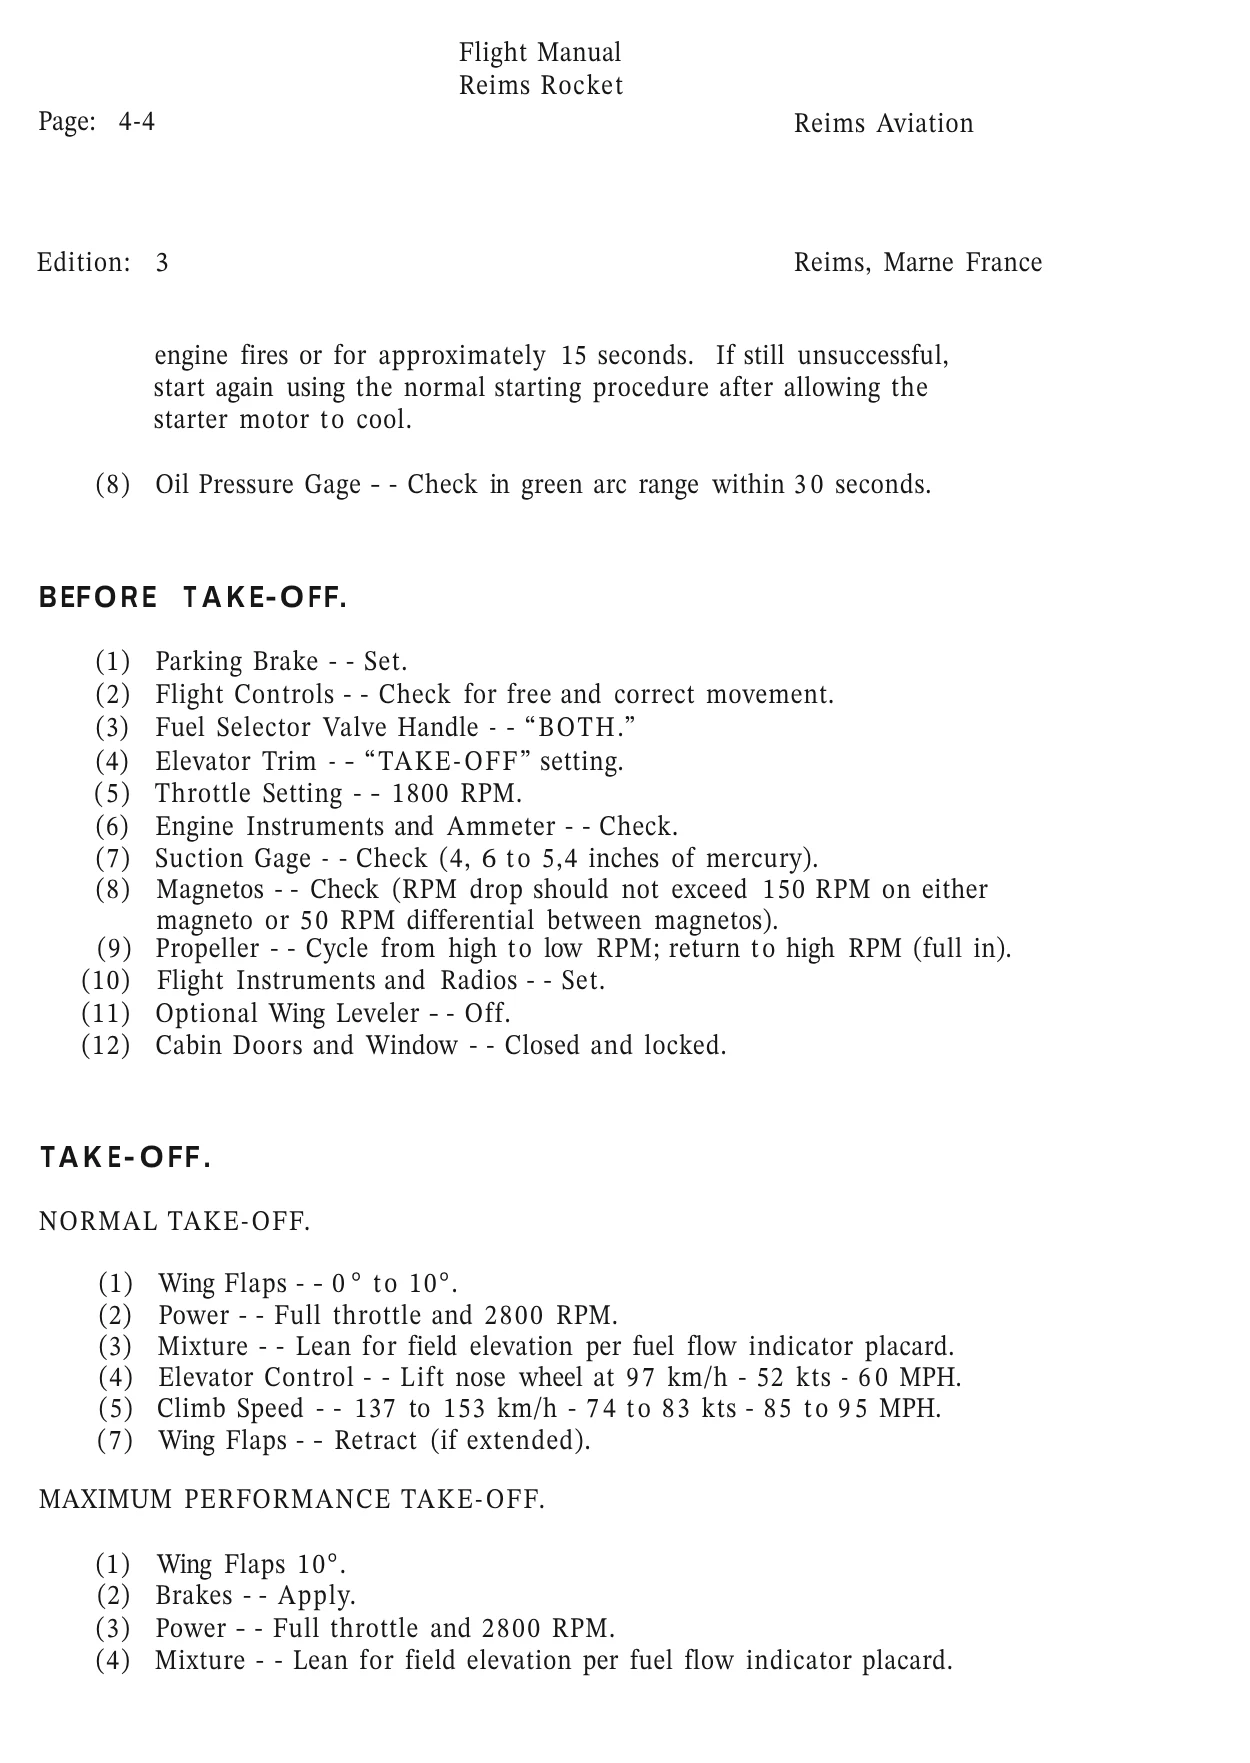 Flight Manual
Reims Rocket
Page: 4-4
Reims Aviation
Edition: 3
Reims, Marne France
engine fires or for approximately 15 seconds. If still unsuccessful,
start again using the normal starting procedure after allowing the
starter motor to cool.
(8) Oil Pressure Gage - - Check in green arc range within 30 seconds.
BEFORE TAKE-OFF.
(1) Parking Brake - - Set.
(2) Flight Controls - - Check for free and correct movement.
(3) Fuel Selector Valve Handle - - “BOTH.”
(4) Elevator Trim - - “TAKE-OFF” setting.
(5) Throttle Setting - - 1800 RPM.
(6) Engine Instruments and Ammeter - - Check.
(7) Suction Gage - - Check (4, 6 to 5,4 inches of mercury).
(8) Magnetos - - Check (RPM drop should not exceed 150 RPM on either
magneto or 50 RPM differential between magnetos).
(9) Propeller - - Cycle from high to low RPM; return to high RPM (full in).
(10) Flight Instruments and Radios - - Set.
(11) Optional Wing Leveler - - Off.
(12) Cabin Doors and Window - - Closed and locked.
TAKE-OFF.
NORMAL TAKE-OFF.
(1) Wing Flaps - - 0° to 10°.
(2) Power - - Full throttle and 2800 RPM.
(3) Mixture - - Lean for field elevation per fuel flow indicator placard.
(4) Elevator Control - - Lift nose wheel at 97 km/h - 52 kts - 60 MPH.
(5) Climb Speed - - 137 to 153 km/h - 74 to 83 kts - 85 to 95 MPH.
(7) Wing Flaps - - Retract (if extended).
MAXIMUM PERFORMANCE TAKE-OFF.
(1) Wing Flaps 10°.
(2) Brakes - - Apply.
(3) Power - - Full throttle and 2800 RPM.
(4) Mixture - - Lean for field elevation per fuel flow indicator placard.